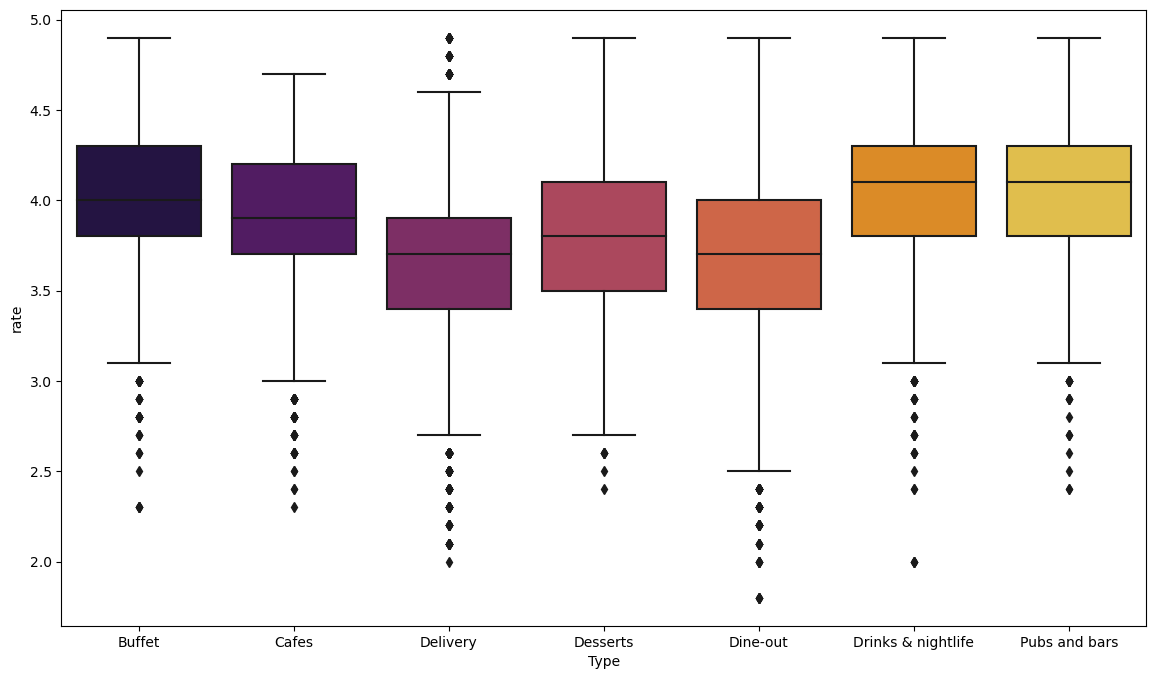 5.0
4.5
4.0
3.5
3.0
2.5
2.0
rate
Buffet Cafes Delivery Desserts Dine-out Drinks & nightlife Pubs and bars
Type